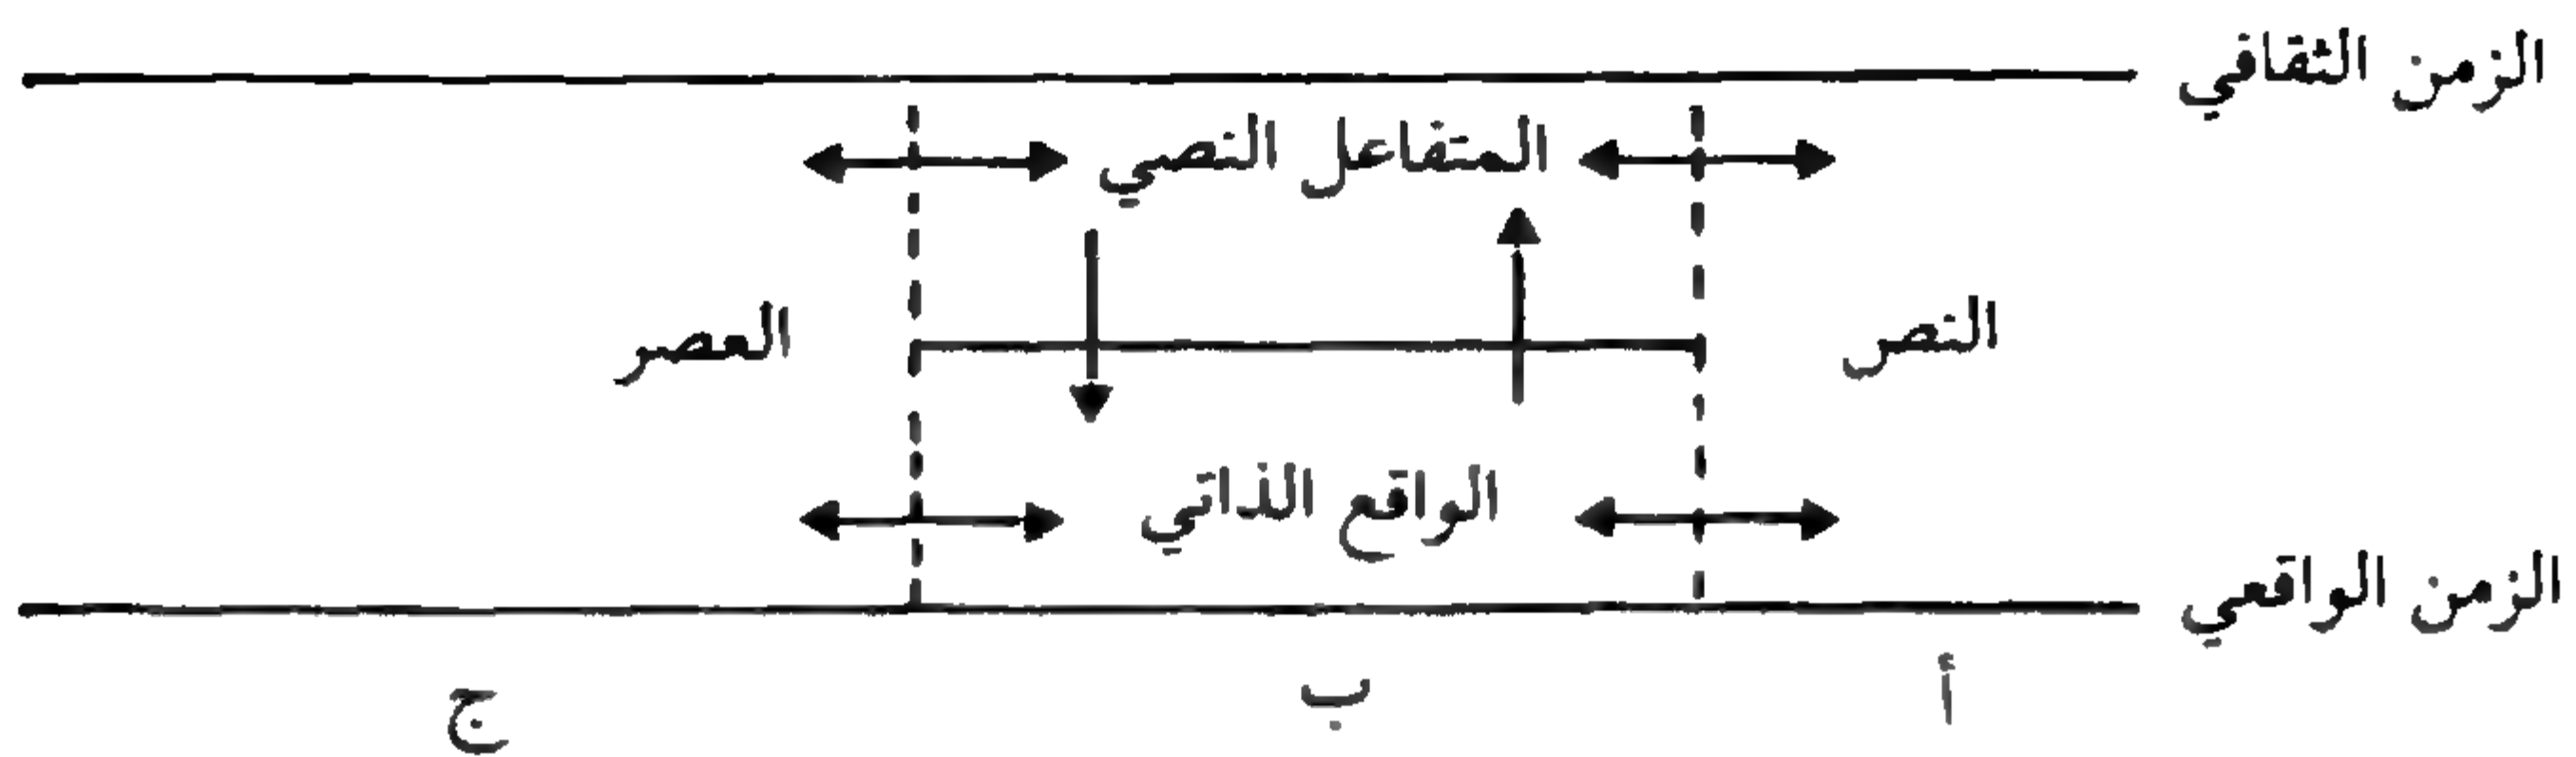 الزمن الثقافي
المتفاعل النصي
النص
العصر
الواقع الذاتي
الزمن الواقعي
أ
ب
ج